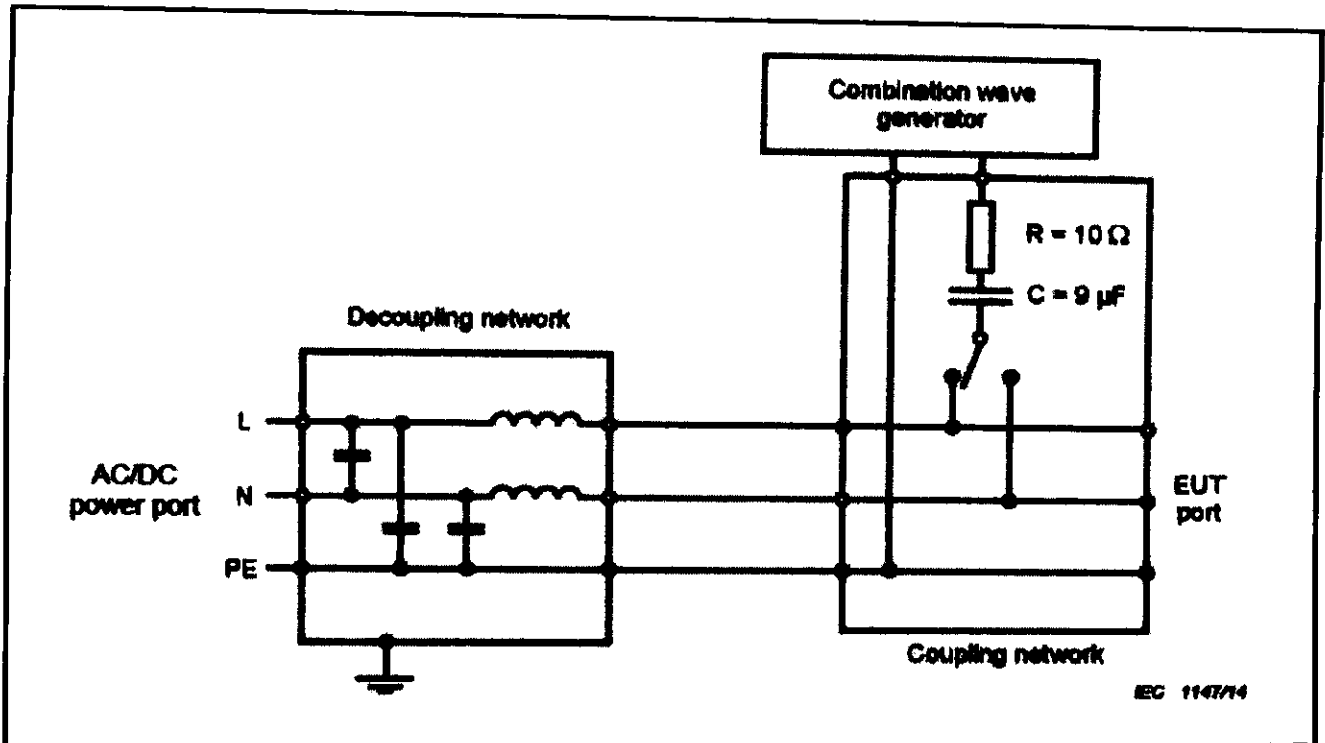 Combination wave
generator
R = 10 Ω
C = 9 µF
Decoupling network
L
AC/DC
power port
N
EUT
port
PE
Coupling network
IEC 1147/14